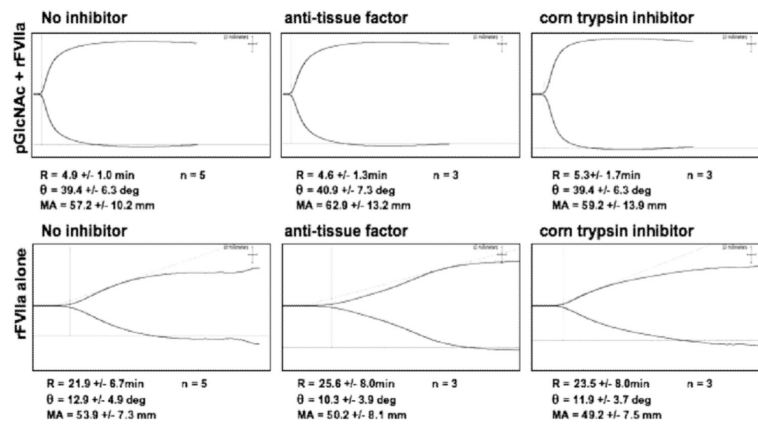 No inhibitor
anti-tissue factor
corn trypsin inhibitor
pGlcNAc + rFVIIa
R = 4.9 +/- 1.0 min n = 5
θ = 39.4 +/- 6.3 deg
MA = 57.2 +/- 10.2 mm
R = 4.6 +/- 1.3min n = 3
θ = 40.9 +/- 7.3 deg
MA = 62.9 +/- 13.2 mm
R = 5.3+/- 1.7min n = 3
θ = 39.4 +/- 6.3 deg
MA = 59.2 +/- 13.9 mm
No inhibitor
anti-tissue factor
corn trypsin inhibitor
rFVIIa alone
R = 21.9 +/- 6.7min n = 5
θ = 12.9 +/- 4.9 deg
MA = 53.9 +/- 7.3 mm
R = 25.6 +/- 8.0min n = 3
θ = 10.3 +/- 3.9 deg
MA = 50.2 +/- 8.1 mm
R = 23.5 +/- 8.0min n = 3
θ = 11.9 +/- 3.7 deg
MA = 49.2 +/- 7.5 mm